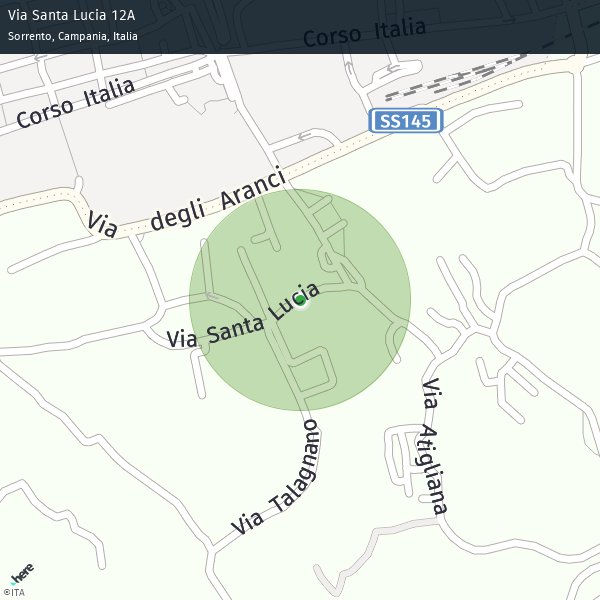 Via Santa Lucia 12A
Sorrento, Campania, Italia
Corso Italia
Corso Italia
SS145
Via degli Aranci
Via Santa Lucia
Via Atigliana
Via Talagnano
here
©ITA